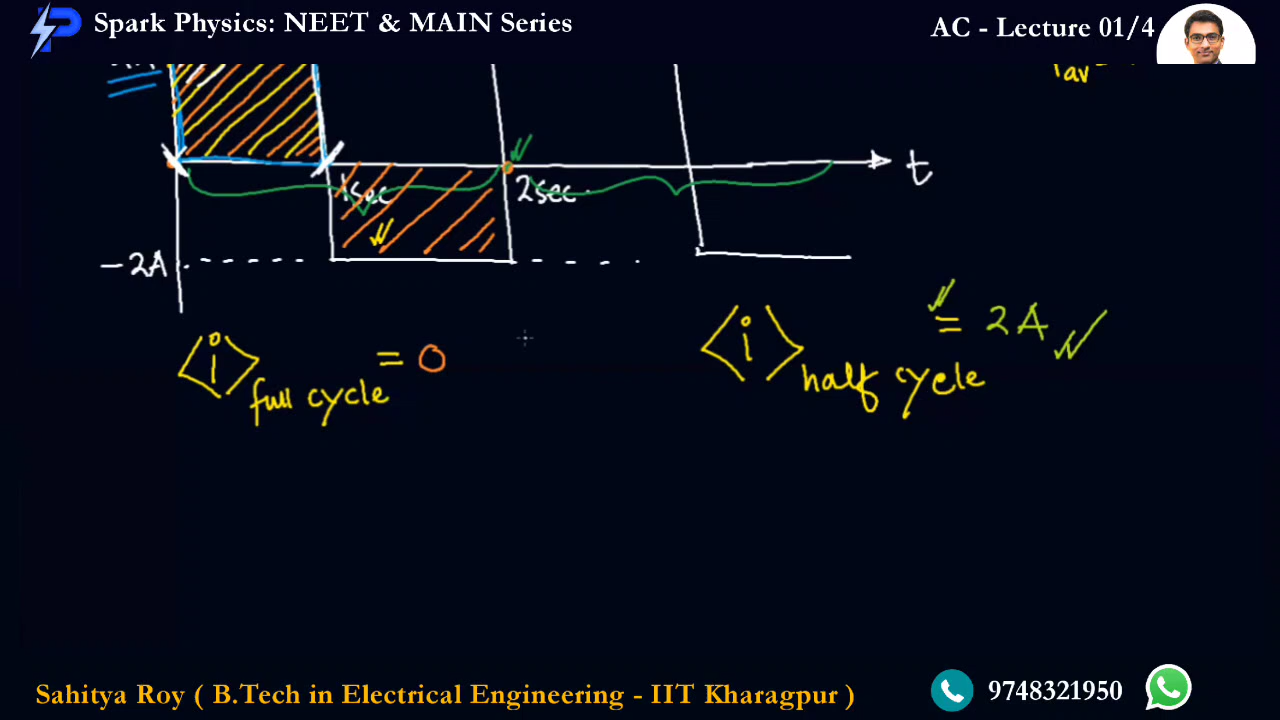 Spark Physics: NEET & MAIN Series
AC - Lecture 01/4
Iav
t
1sec
2sec
-2A
<i> full cycle = 0
<i> half cycle = 2A
Sahitya Roy ( B.Tech in Electrical Engineering - IIT Kharagpur )
9748321950